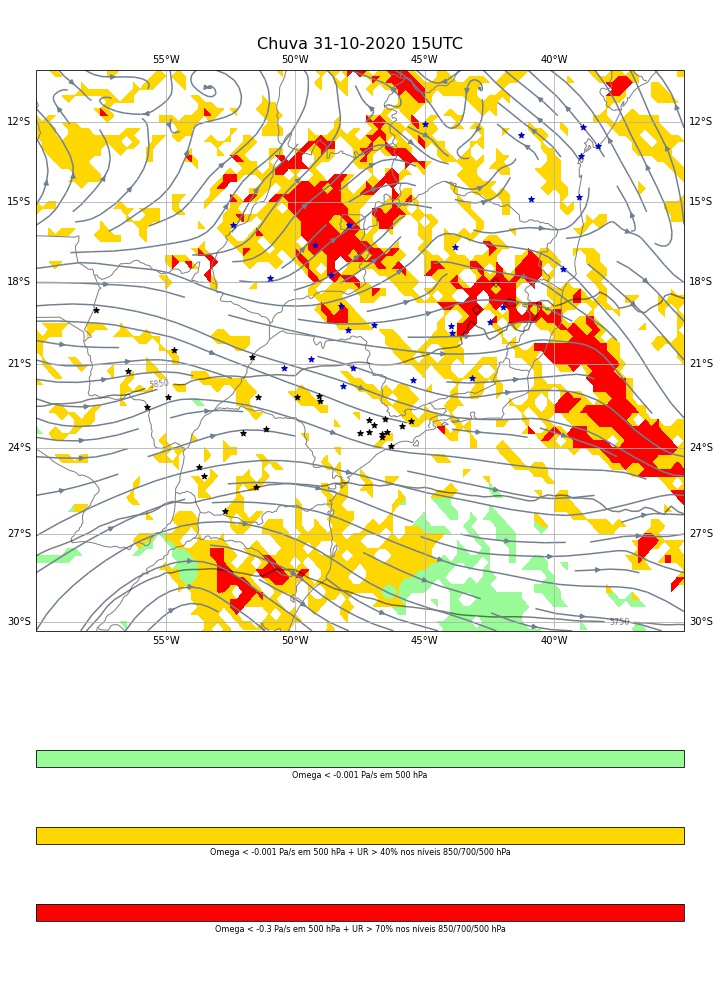 Chuva 31-10-2020 15UTC
55°W 50°W 45°W 40°W
12°S 12°S
15°S 15°S
18°S 18°S
21°S 21°S
5850
24°S 24°S
27°S 27°S
30°S 5750 30°S
55°W 50°W 45°W 40°W
Omega < -0.001 Pa/s em 500 hPa
Omega < -0.001 Pa/s em 500 hPa + UR > 40% nos níveis 850/700/500 hPa
Omega < -0.3 Pa/s em 500 hPa + UR > 70% nos níveis 850/700/500 hPa